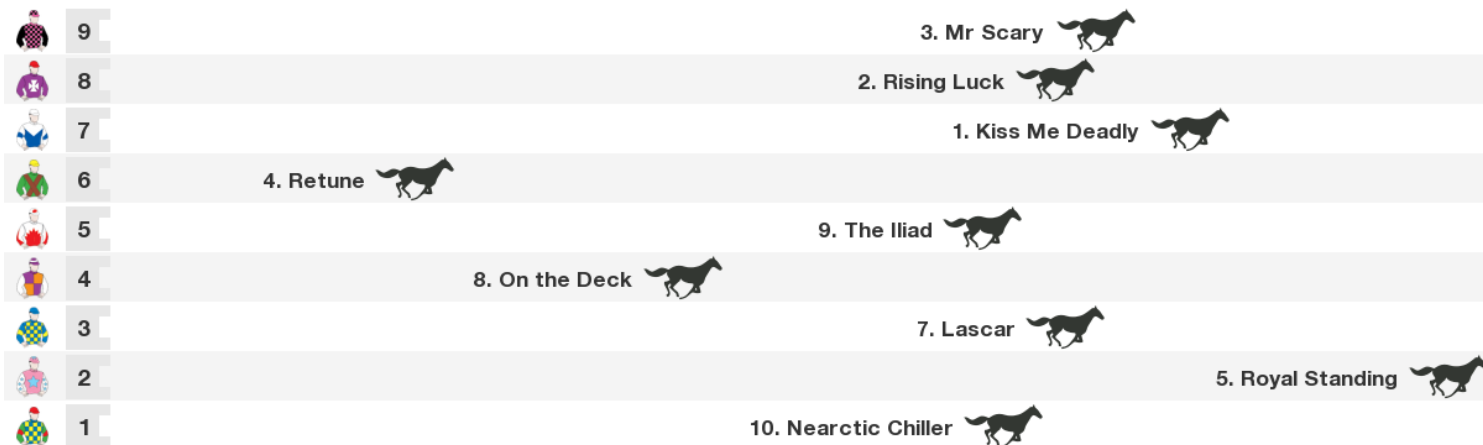 9 3. Mr Scary
8 2. Rising Luck
7 1. Kiss Me Deadly
6 4. Retune
5 9. The Iliad
4 8. On the Deck
3 7. Lascar
2 5. Royal Standing
1 10. Nearctic Chiller